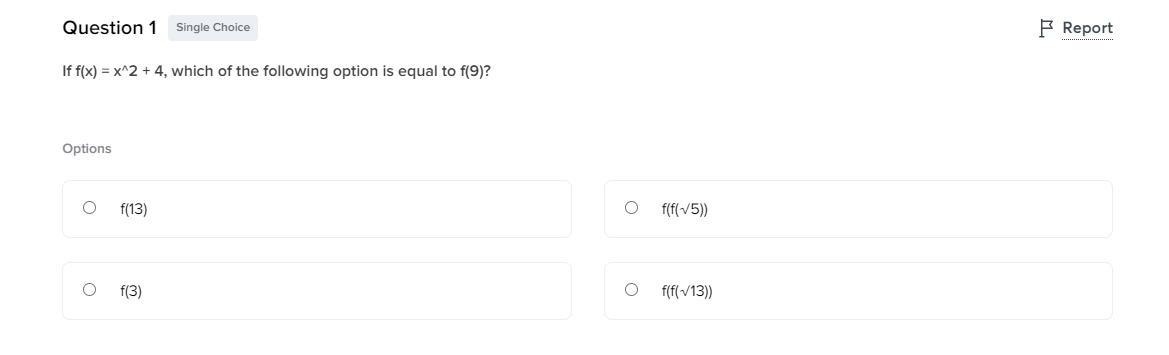 Question 1 Single Choice Report
If f(x) = x^2 + 4, which of the following option is equal to f(9)?
Options
f(13)
f(f(√5))
f(3)
f(f(√13))